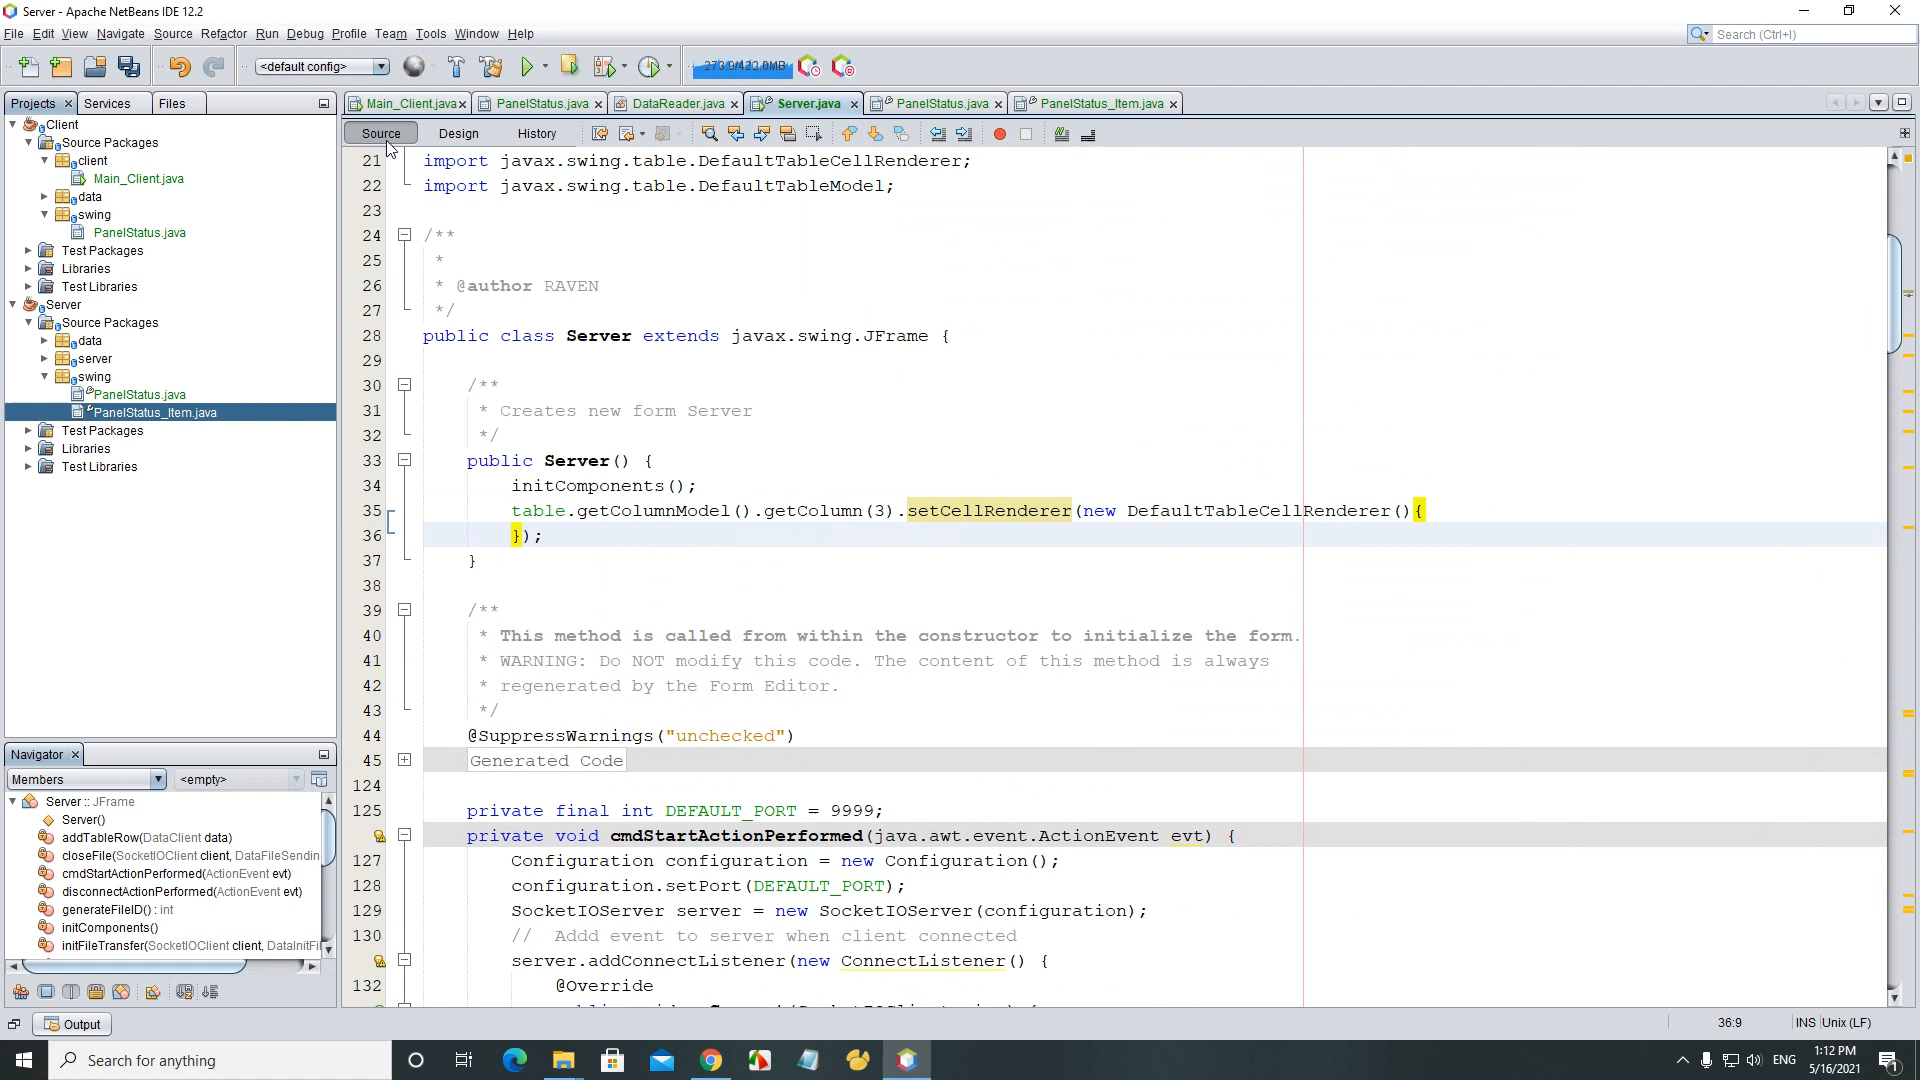 Server - Apache NetBeans IDE 12.2
File Edit View Navigate Source Refactor Run Debug Profile Team Tools Window Help
Search (Ctrl+I)
<default config>
273.9/422.0MB
Projects Services Files
Main_Client.java PanelStatus.java DataReader.java Server.java PanelStatus.java PanelStatus_Item.java
Source Design History
Client
Source Packages
client
Main_Client.java
data
swing
PanelStatus.java
Test Packages
Libraries
Test Libraries
Server
Source Packages
data
server
swing
PanelStatus.java
PanelStatus_Item.java
Test Packages
Libraries
Test Libraries
21 import javax.swing.table.DefaultTableCellRenderer;
22 import javax.swing.table.DefaultTableModel;
23
24 /**
25 *
26 * @author RAVEN
27 */
28 public class Server extends javax.swing.JFrame {
29
30 /**
31 * Creates new form Server
32 */
33 public Server() {
34 initComponents();
35 table.getColumnModel().getColumn(3).setCellRenderer(new DefaultTableCellRenderer(){
36 });
37 }
38
39 /**
40 * This method is called from within the constructor to initialize the form.
41 * WARNING: Do NOT modify this code. The content of this method is always
42 * regenerated by the Form Editor.
43 */
44 @SuppressWarnings("unchecked")
45 Generated Code
124
125 private final int DEFAULT_PORT = 9999;
private void cmdStartActionPerformed(java.awt.event.ActionEvent evt) {
127 Configuration configuration = new Configuration();
128 configuration.setPort(DEFAULT_PORT);
129 SocketIOServer server = new SocketIOServer(configuration);
130 // Addd event to server when client connected
server.addConnectListener(new ConnectListener() {
132 @Override
Navigator
Members <empty>
Server :: JFrame
Server()
addTableRow(DataClient data)
closeFile(SocketIOClient client, DataFileSendin
cmdStartActionPerformed(ActionEvent evt)
disconnectActionPerformed(ActionEvent evt)
generateFileID() : int
initComponents()
initFileTransfer(SocketIOClient client, DataInitFil
Output
36:9 INS Unix (LF)
Search for anything
ENG
1:12 PM
5/16/2021
1